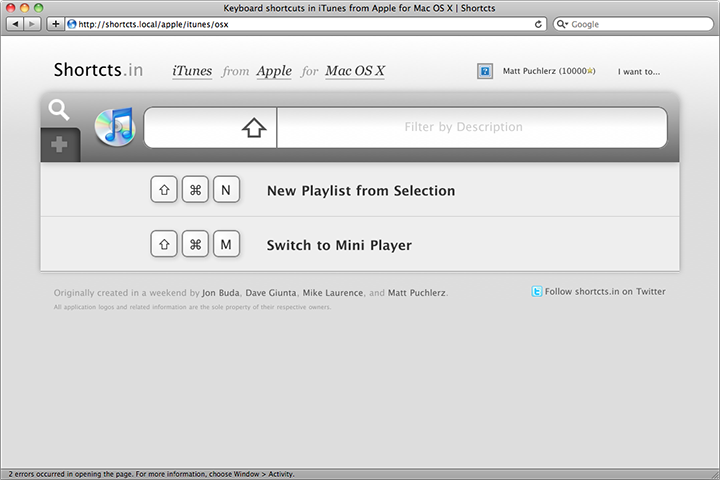 Keyboard shortcuts in iTunes from Apple for Mac OS X | Shortcts
http://shortcts.local/apple/itunes/osx
Google
Shortcts.in iTunes from Apple for Mac OS X
Matt Puchlerz (10000) I want to...
Filter by Description
⇧ ⌘ N New Playlist from Selection
⇧ ⌘ M Switch to Mini Player
Originally created in a weekend by Jon Buda, Dave Giunta, Mike Laurence, and Matt Puchlerz.
Follow shortcts.in on Twitter
All application logos and related information are the sole property of their respective owners.
2 errors occurred in opening the page. For more information, choose Window > Activity.